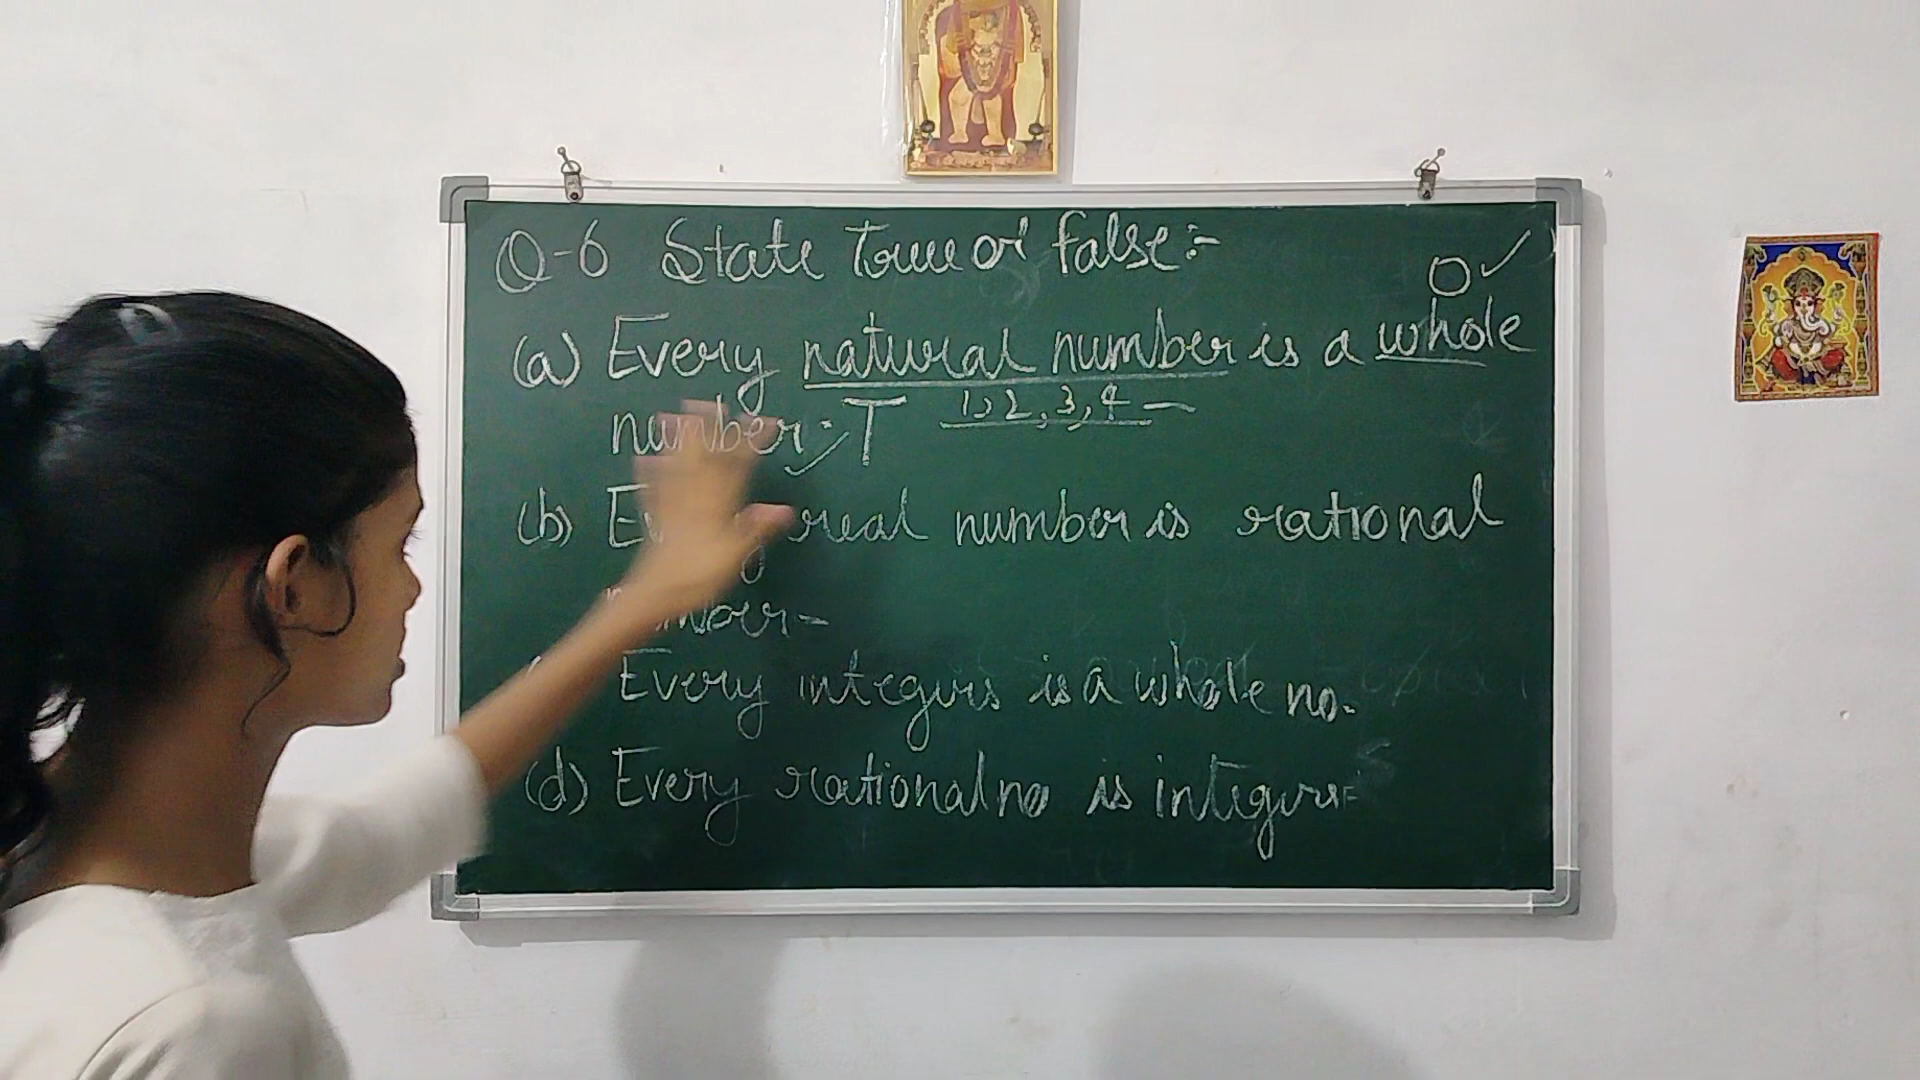 Q-6 State True or False:-
O ✓
(a) Every natural number is a whole
number:- T 1, 2, 3, 4 —
(b) real number is rational
Every integers is a whole no.
(d) Every rational no is integers